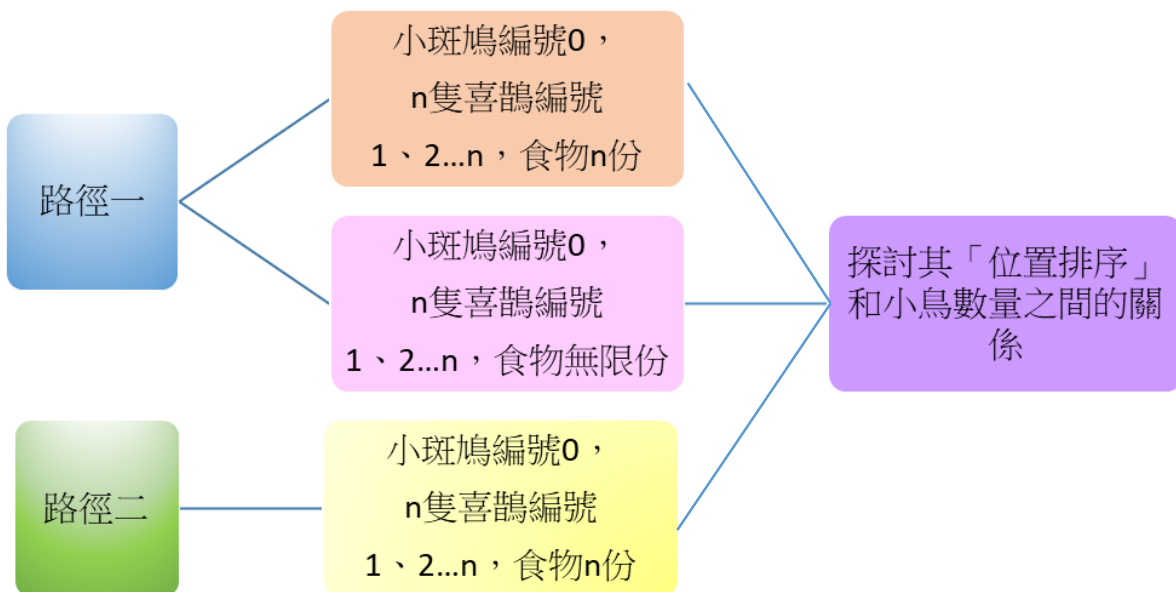 路徑一
小斑鳩編號0，
n隻喜鵲編號
1、2…n，食物n份
小斑鳩編號0，
n隻喜鵲編號
1、2…n，食物無限份
路徑二
小斑鳩編號0，
n隻喜鵲編號
1、2…n，食物n份
探討其「位置排序」
和小鳥數量之間的關
係